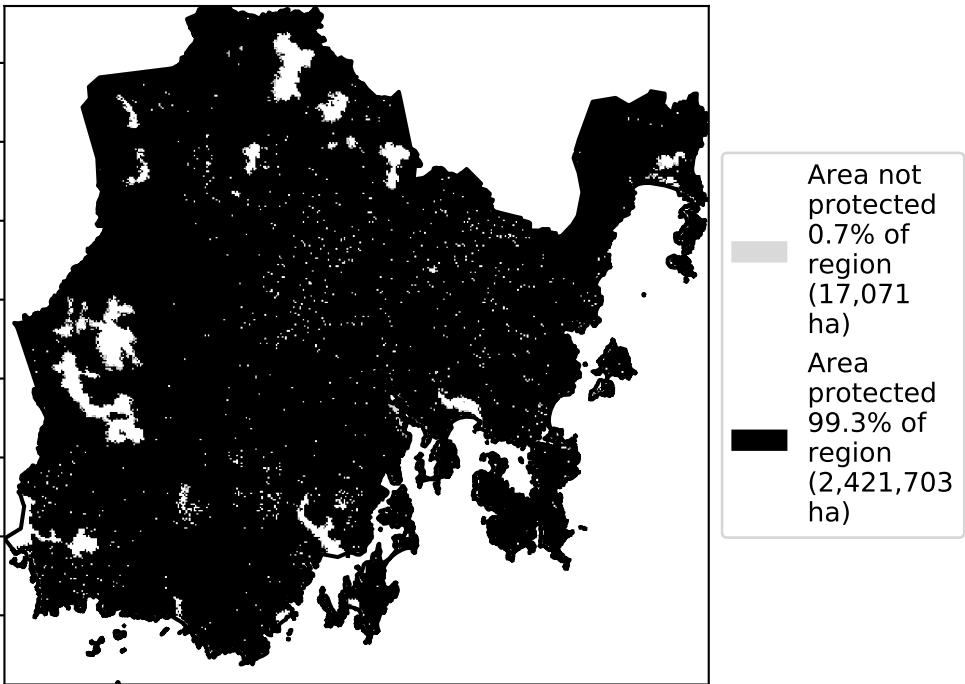 Area not
protected
0.7% of
region
(17,071
ha)
Area
protected
99.3% of
region
(2,421,703
ha)